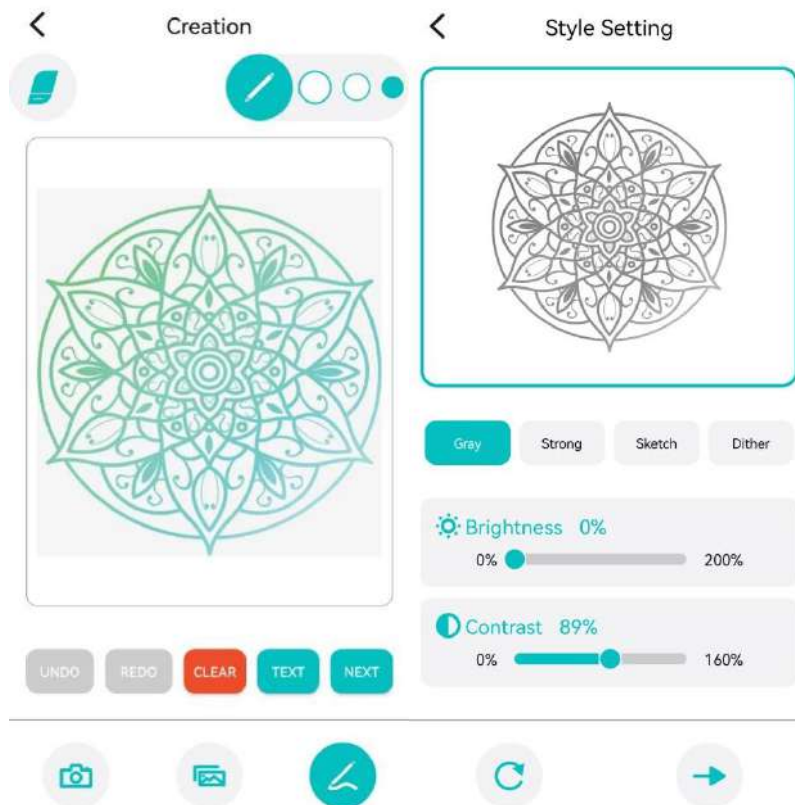 Creation
UNDO
REDO
CLEAR
TEXT
NEXT
Style Setting
Gray
Strong
Sketch
Dither
Brightness 0%
0%
200%
Contrast 89%
0%
160%